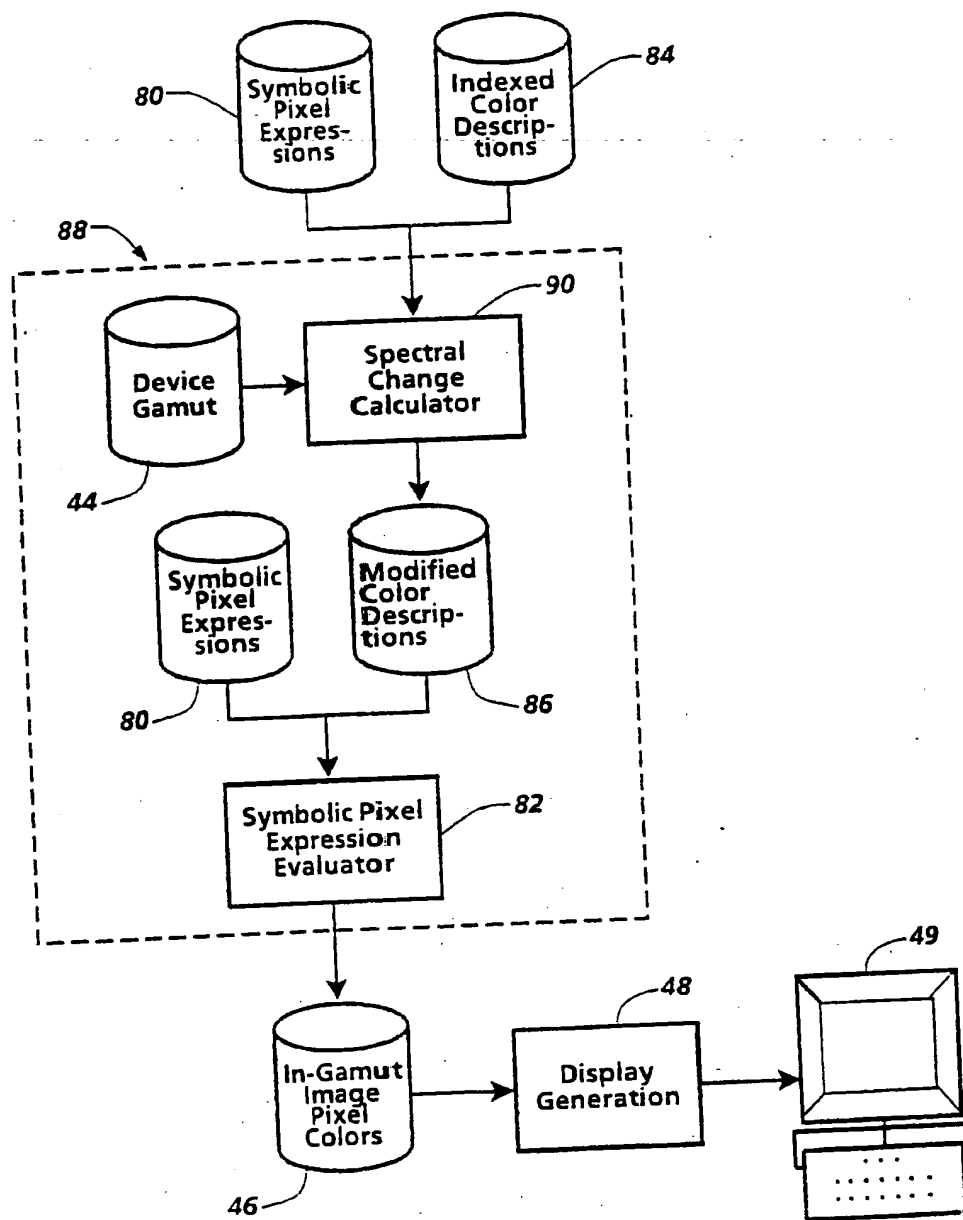 80
Symbolic
Pixel
Expres-
sions
Indexed
Color
Descrip-
tions
84
88
90
Device
Gamut
44
Spectral
Change
Calculator
Symbolic
Pixel
Expres-
sions
80
Modified
Color
Descrip-
tions
86
Symbolic Pixel
Expression
Evaluator
82
In-Gamut
Image
Pixel
Colors
46
Display
Generation
48
49